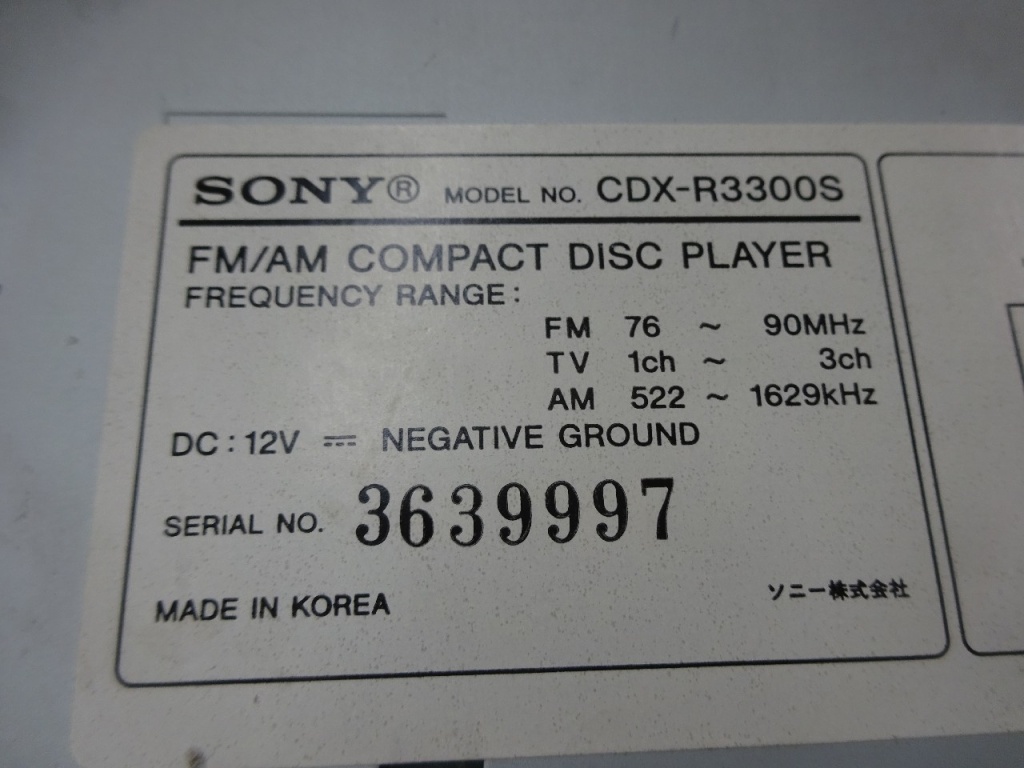 SONY® MODEL NO. CDX-R3300S
FM/AM COMPACT DISC PLAYER
FREQUENCY RANGE:
FM 76 ~ 90MHz
TV 1ch ~ 3ch
AM 522 ~ 1629kHz
DC : 12V ⎓ NEGATIVE GROUND
SERIAL NO. 3639997
MADE IN KOREA
ソニー株式会社